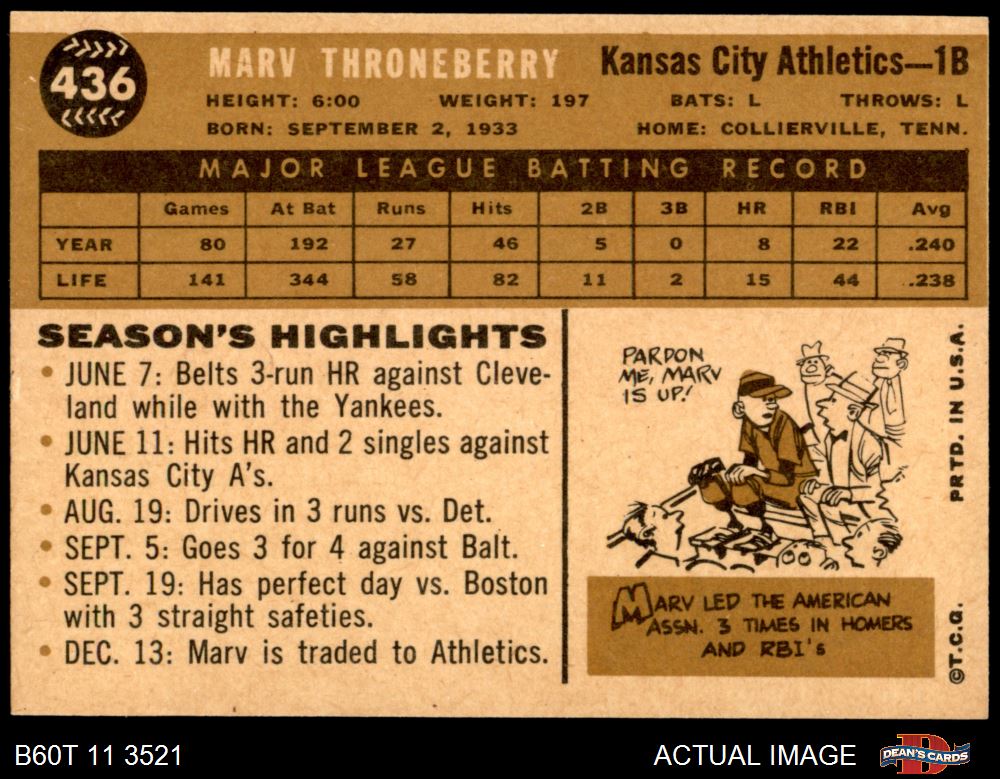 436
MARV THRONEBERRY
Kansas City Athletics—1B
HEIGHT: 6:00 WEIGHT: 197 BATS: L THROWS: L
BORN: SEPTEMBER 2, 1933 HOME: COLLIERVILLE, TENN.
MAJOR LEAGUE BATTING RECORD
Games At Bat Runs Hits 2B 3B HR RBI Avg
YEAR 80 192 27 46 5 0 8 22 .240
LIFE 141 344 58 82 11 2 15 44 .238
SEASON'S HIGHLIGHTS
• JUNE 7: Belts 3-run HR against Cleve-
land while with the Yankees.
• JUNE 11: Hits HR and 2 singles against
Kansas City A's.
• AUG. 19: Drives in 3 runs vs. Det.
• SEPT. 5: Goes 3 for 4 against Balt.
• SEPT. 19: Has perfect day vs. Boston
with 3 straight safeties.
• DEC. 13: Marv is traded to Athletics.
PARDON
ME, MARV
IS UP!
MARV LED THE AMERICAN
ASSN. 3 TIMES IN HOMERS
AND RBI's
PRTD. IN U.S.A.
©T.C.G.
B60T 11 3521
ACTUAL IMAGE
DEAN'S CARDS